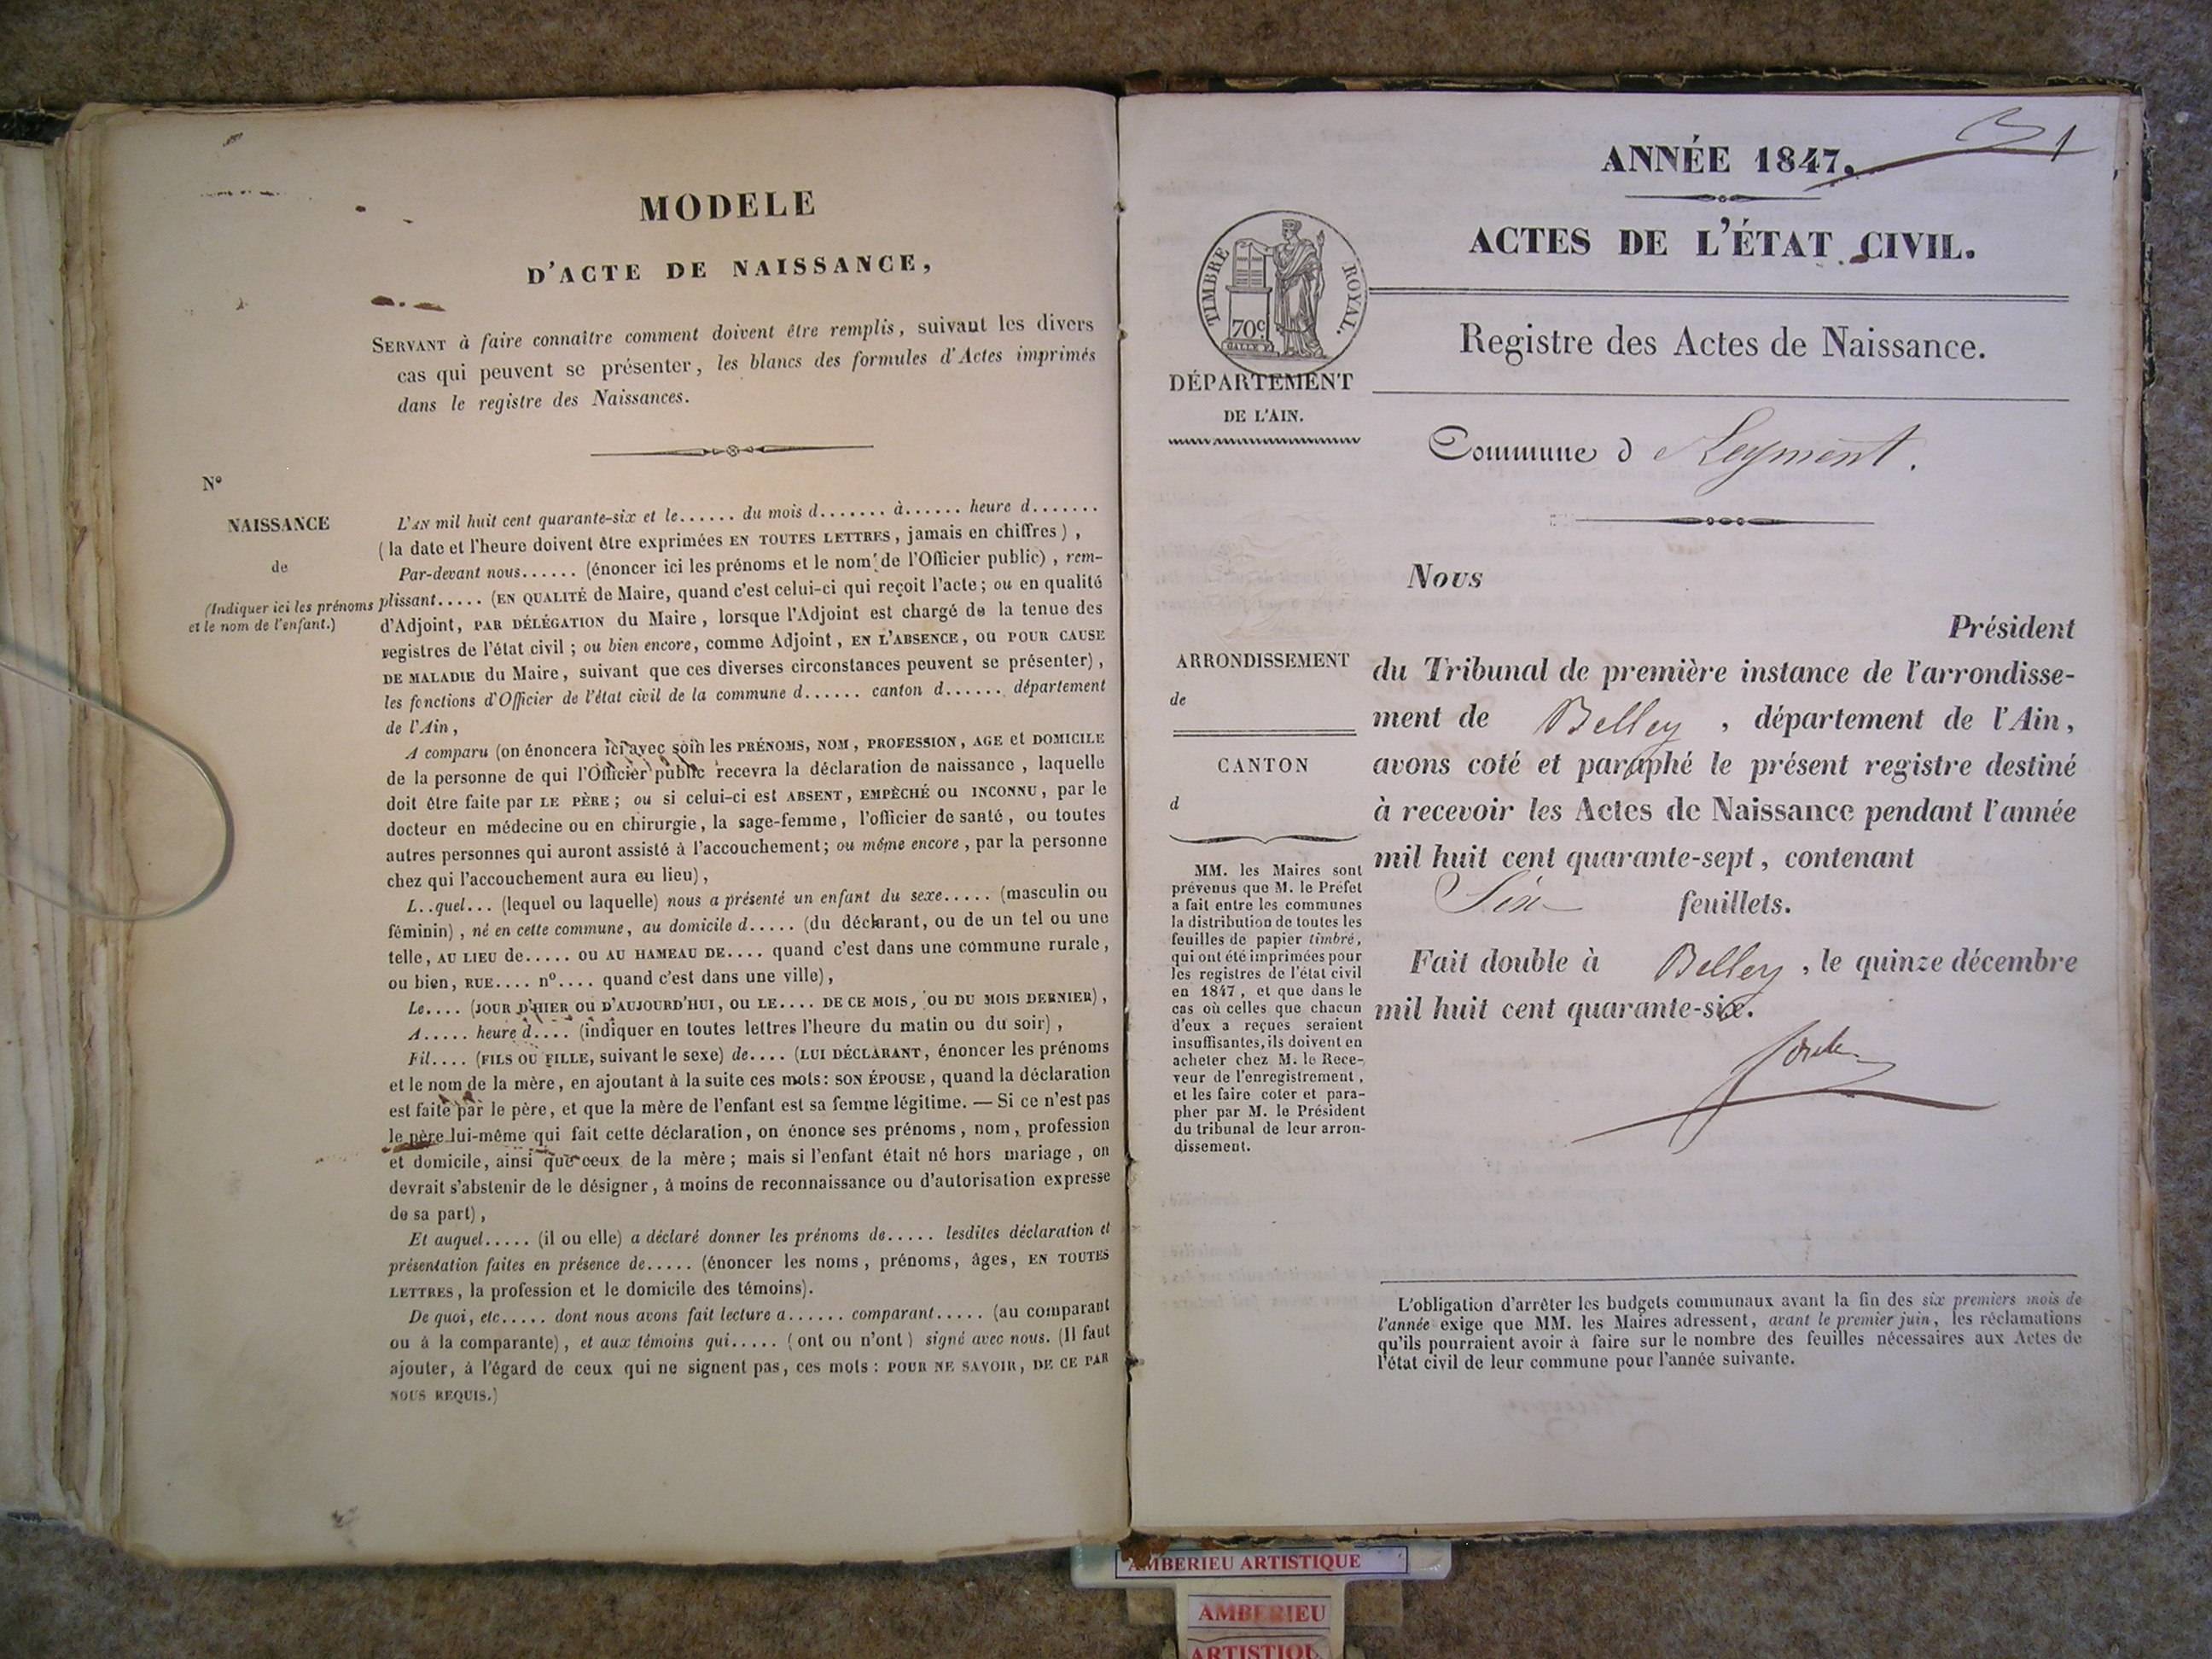 MODELE
D'ACTE DE NAISSANCE,
SERVANT à faire connaître comment doivent être remplis, suivant les divers
cas qui peuvent se présenter, les blancs des formules d'Actes imprimés
dans le registre des Naissances.
N°
NAISSANCE
de
(Indiquer ici les prénoms
et le nom de l'enfant.)
L'AN mil huit cent quarante-six et le...... du mois d....... à...... heure d.......
(la date et l'heure doivent être exprimées EN TOUTES LETTRES, jamais en chiffres),
Par-devant nous...... (énoncer ici les prénoms et le nom de l'Officier public), rem-
plissant..... (EN QUALITÉ de Maire, quand c'est celui-ci qui reçoit l'acte; ou en qualité
d'Adjoint, PAR DÉLÉGATION du Maire, lorsque l'Adjoint est chargé de la tenue des
registres de l'état civil; ou bien encore, comme Adjoint, EN L'ABSENCE, ou POUR CAUSE
DE MALADIE du Maire, suivant que ces diverses circonstances peuvent se présenter),
les fonctions d'Officier de l'état civil de la commune d...... canton d...... département
de l'Ain,
A comparu (on énoncera ici avec soin les PRÉNOMS, NOM, PROFESSION, AGE et DOMICILE
de la personne de qui l'Officier public recevra la déclaration de naissance, laquelle
doit être faite par LE PÈRE; ou si celui-ci est ABSENT, EMPÈCHÉ ou INCONNU, par le
docteur en médecine ou en chirurgie, la sage-femme, l'officier de santé, ou toutes
autres personnes qui auront assisté à l'accouchement; ou même encore, par la personne
chez qui l'accouchement aura eu lieu),
L..quel... (lequel ou laquelle) nous a présenté un enfant du sexe..... (masculin ou
féminin), né en cette commune, au domicile d..... (du déclarant, ou de un tel ou une
telle, AU LIEU de..... ou AU HAMEAU DE.... quand c'est dans une commune rurale,
ou bien, RUE.... n°.... quand c'est dans une ville),
Le.... (JOUR D'HIER OU D'AUJOURD'HUI, OU LE.... DE CE MOIS, OU DU MOIS DERNIER),
A..... heure d.... (indiquer en toutes lettres l'heure du matin ou du soir),
Fil.... (FILS OU FILLE, suivant le sexe) de.... (LUI DÉCLARANT, énoncer les prénoms
et le nom de la mère, en ajoutant à la suite ces mots: SON ÉPOUSE, quand la déclaration
est faite par le père, et que la mère de l'enfant est sa femme légitime. — Si ce n'est pas
le père lui-même qui fait cette déclaration, on énonce ses prénoms, nom, profession
et domicile, ainsi que ceux de la mère; mais si l'enfant était né hors mariage, on
devrait s'abstenir de le désigner, à moins de reconnaissance ou d'autorisation expresse
de sa part),
Et auquel..... (il ou elle) a déclaré donner les prénoms de..... lesdites déclaration et
présentation faites en présence de..... (énoncer les noms, prénoms, âges, EN TOUTES
LETTRES, la profession et le domicile des témoins).
De quoi, etc..... dont nous avons fait lecture a...... comparant..... (au comparant
ou à la comparante), et aux témoins qui..... (ont ou n'ont) signé avec nous. (Il faut
ajouter, à l'égard de ceux qui ne signent pas, ces mots: POUR NE SAVOIR, DE CE PAR
NOUS REQUIS.)
ANNÉE 1847.
1
ACTES DE L'ÉTAT CIVIL.
TIMBRE ROYAL.
70c
Registre des Actes de Naissance.
DÉPARTEMENT
DE L'AIN.
Commune d Leyment.
Nous
Président
du Tribunal de première instance de l'arrondisse-
ment de Belley, département de l'Ain,
avons coté et paraphé le présent registre destiné
à recevoir les Actes de Naissance pendant l'année
mil huit cent quarante-sept, contenant
Six feuillets.
Fait double à Belley, le quinze décembre
mil huit cent quarante-six.
ARRONDISSEMENT
de
CANTON
d
MM. les Maires sont
prévenus que M. le Préfet
a fait entre les communes
la distribution de toutes les
feuilles de papier timbré,
qui ont été imprimées pour
les registres de l'état civil
en 1847, et que dans le
cas où celles que chacun
d'eux a reçues seraient
insuffisantes, ils doivent en
acheter chez M. le Rece-
veur de l'enregistrement,
et les faire coter et para-
pher par M. le Président
du tribunal de leur arron-
dissement.
L'obligation d'arrêter les budgets communaux avant la fin des six premiers mois de
l'année exige que MM. les Maires adressent, avant le premier juin, les réclamations
qu'ils pourraient avoir à faire sur le nombre des feuilles nécessaires aux Actes de
l'état civil de leur commune pour l'année suivante.
AMBERIEU ARTISTIQUE
AMBERIEU
ARTISTIQU